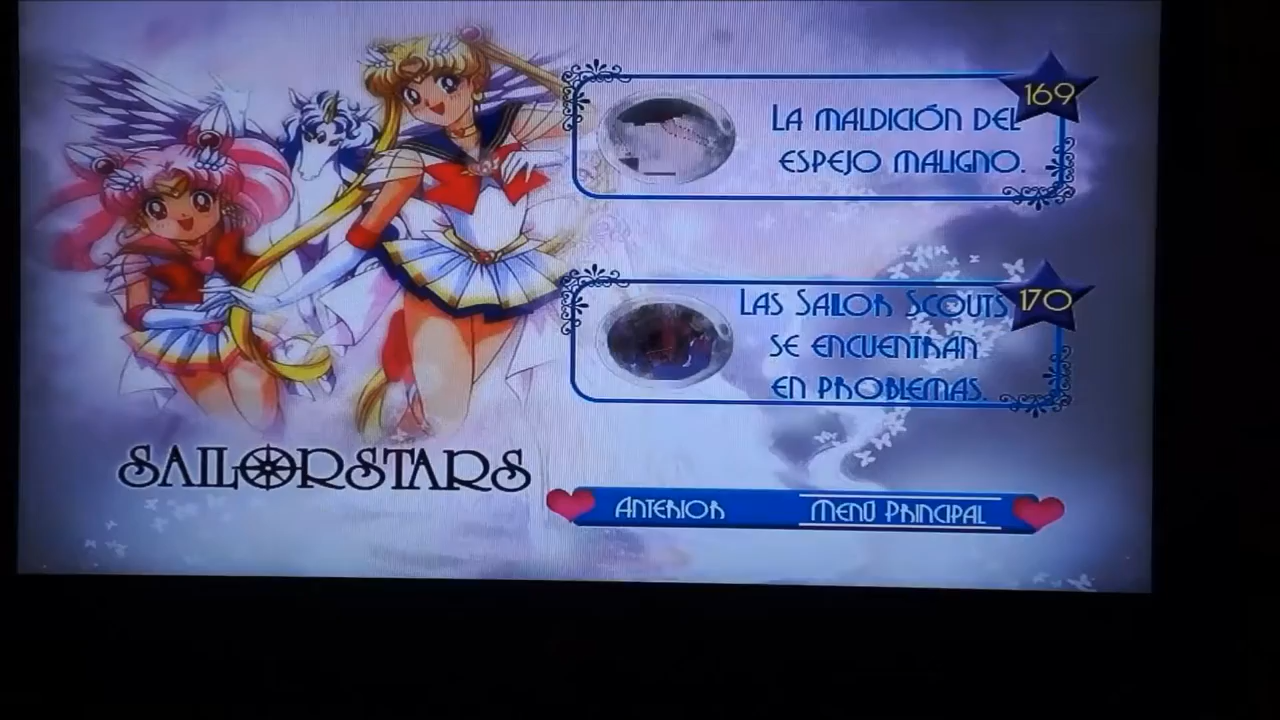 169
LA MALDICIÓN DEL
ESPEJO MALIGNO.
LAS SAILOR SCOUTS
170
SE ENCUENTRAN
EN PROBLEMAS.
SAILORSTARS
ANTERIOR
MENÚ PRINCIPAL